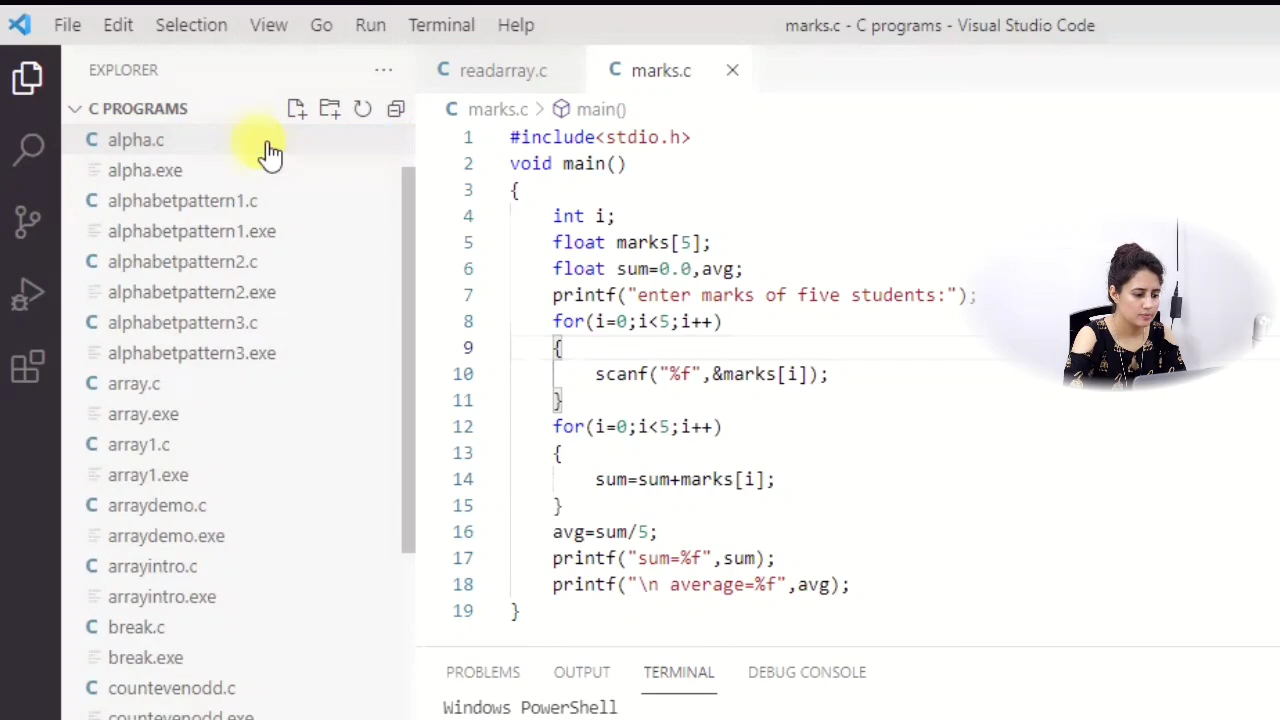 File Edit Selection View Go Run Terminal Help
marks.c - C programs - Visual Studio Code
EXPLORER
C PROGRAMS
C alpha.c
alpha.exe
C alphabetpattern1.c
alphabetpattern1.exe
C alphabetpattern2.c
alphabetpattern2.exe
C alphabetpattern3.c
alphabetpattern3.exe
C array.c
array.exe
C array1.c
array1.exe
C arraydemo.c
arraydemo.exe
C arrayintro.c
arrayintro.exe
C break.c
break.exe
C countevenodd.c
countevenodd.exe
C readarray.c C marks.c
C marks.c > main()
1 #include<stdio.h>
2 void main()
3 {
4 int i;
5 float marks[5];
6 float sum=0.0,avg;
7 printf("enter marks of five students:");
8 for(i=0;i<5;i++)
9 {
10 scanf("%f",&marks[i]);
11 }
12 for(i=0;i<5;i++)
13 {
14 sum=sum+marks[i];
15 }
16 avg=sum/5;
17 printf("sum=%f",sum);
18 printf("\n average=%f",avg);
19 }
PROBLEMS OUTPUT TERMINAL DEBUG CONSOLE
Windows PowerShell